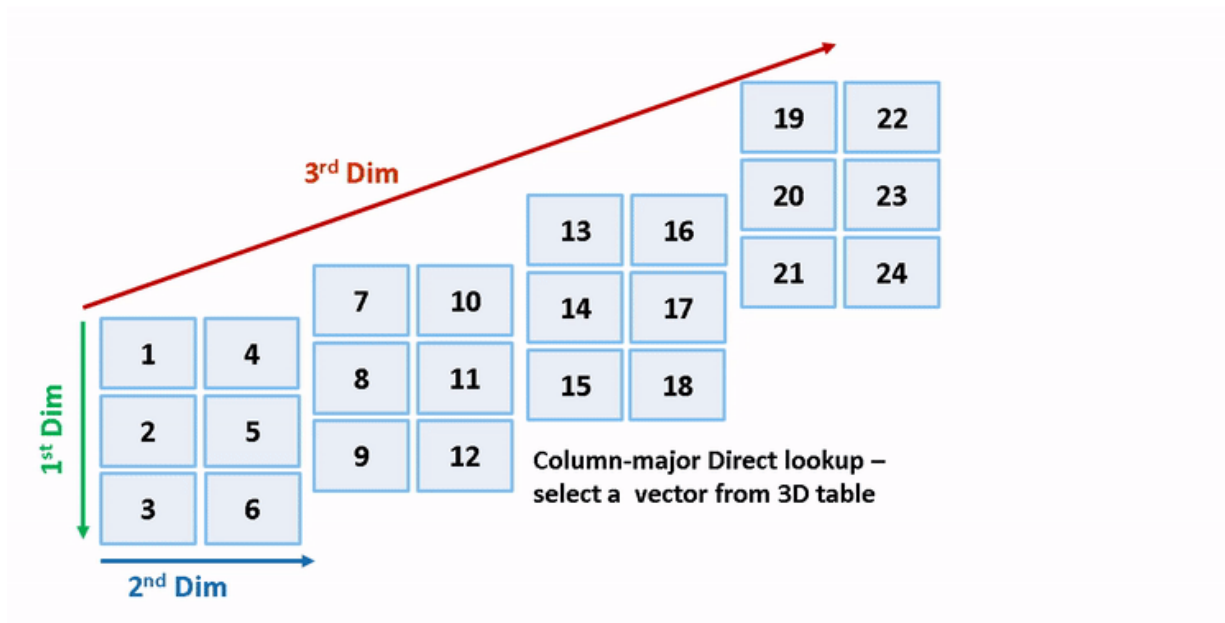 3rd Dim
19 22
20 23
21 24
13 16
14 17
15 18
7 10
8 11
9 12
1 4
2 5
3 6
1st Dim
2nd Dim
Column-major Direct lookup –
select a vector from 3D table